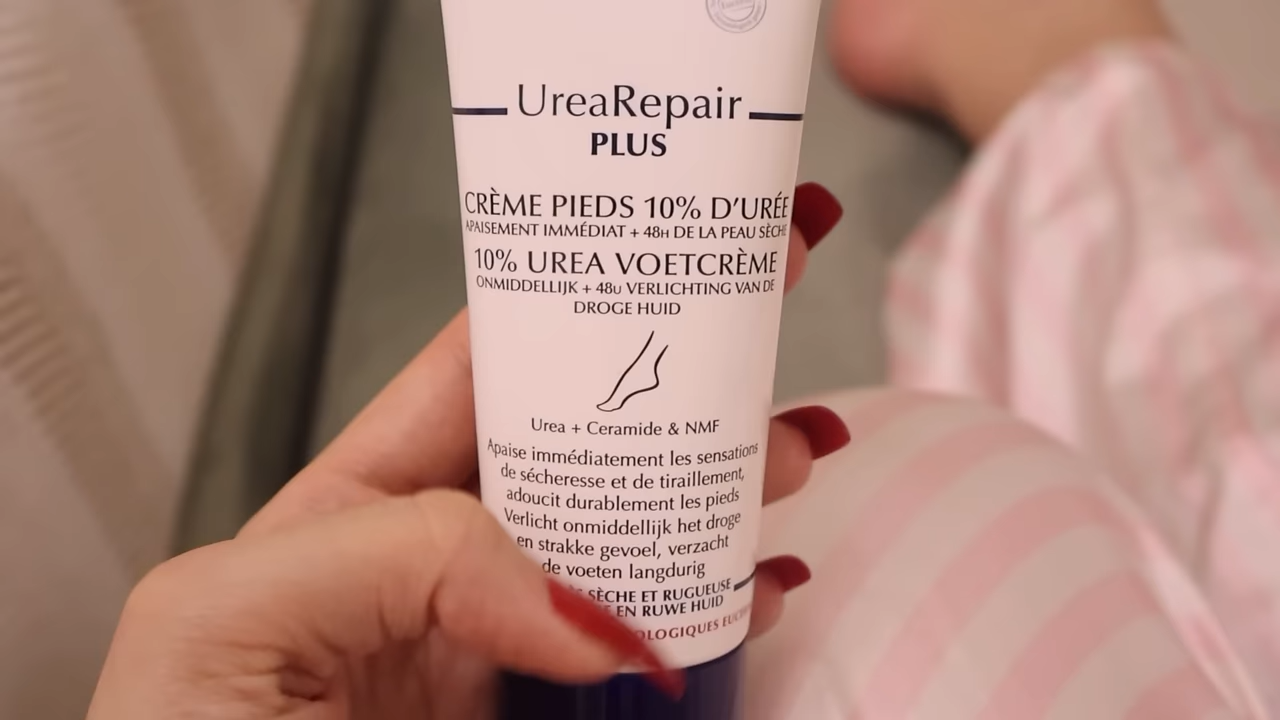 UreaRepair
PLUS
CRÈME PIEDS 10% D'URÉE
APAISEMENT IMMÉDIAT + 48H DE LA PEAU SÈCHE
10% UREA VOETCRÈME
ONMIDDELLIJK + 48U VERLICHTING VAN DE
DROGE HUID
Urea + Ceramide & NMF
Apaise immédiatement les sensations
de sécheresse et de tiraillement,
adoucit durablement les pieds
Verlicht onmiddellijk het droge
en strakke gevoel, verzacht
de voeten langdurig
SÈCHE ET RUGUEUSE
EN RUWE HUID